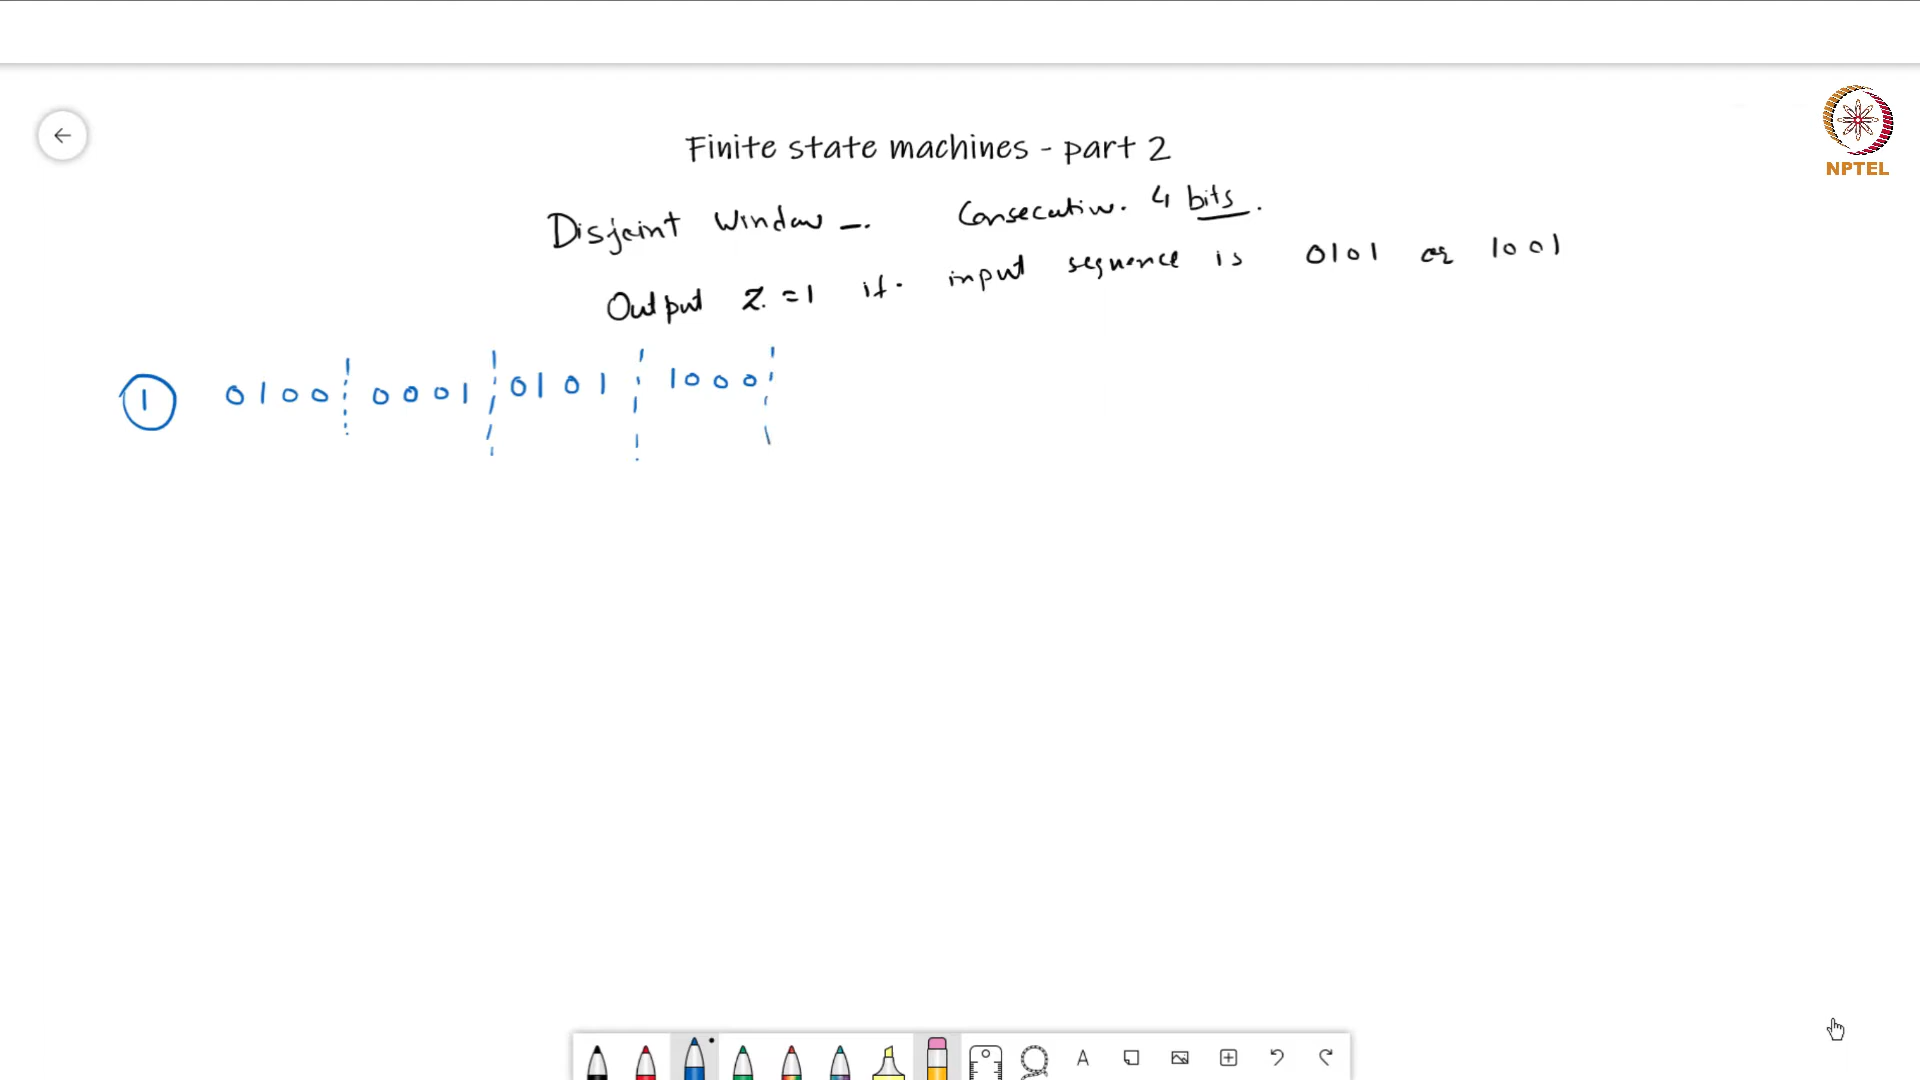 NPTEL
Finite state machines - part 2
Disjoint Window - . Consecutive. 4 bits.
Output Z = 1 if input sequence is 0101 or 1001
1 0100 0001 0101 1000
A